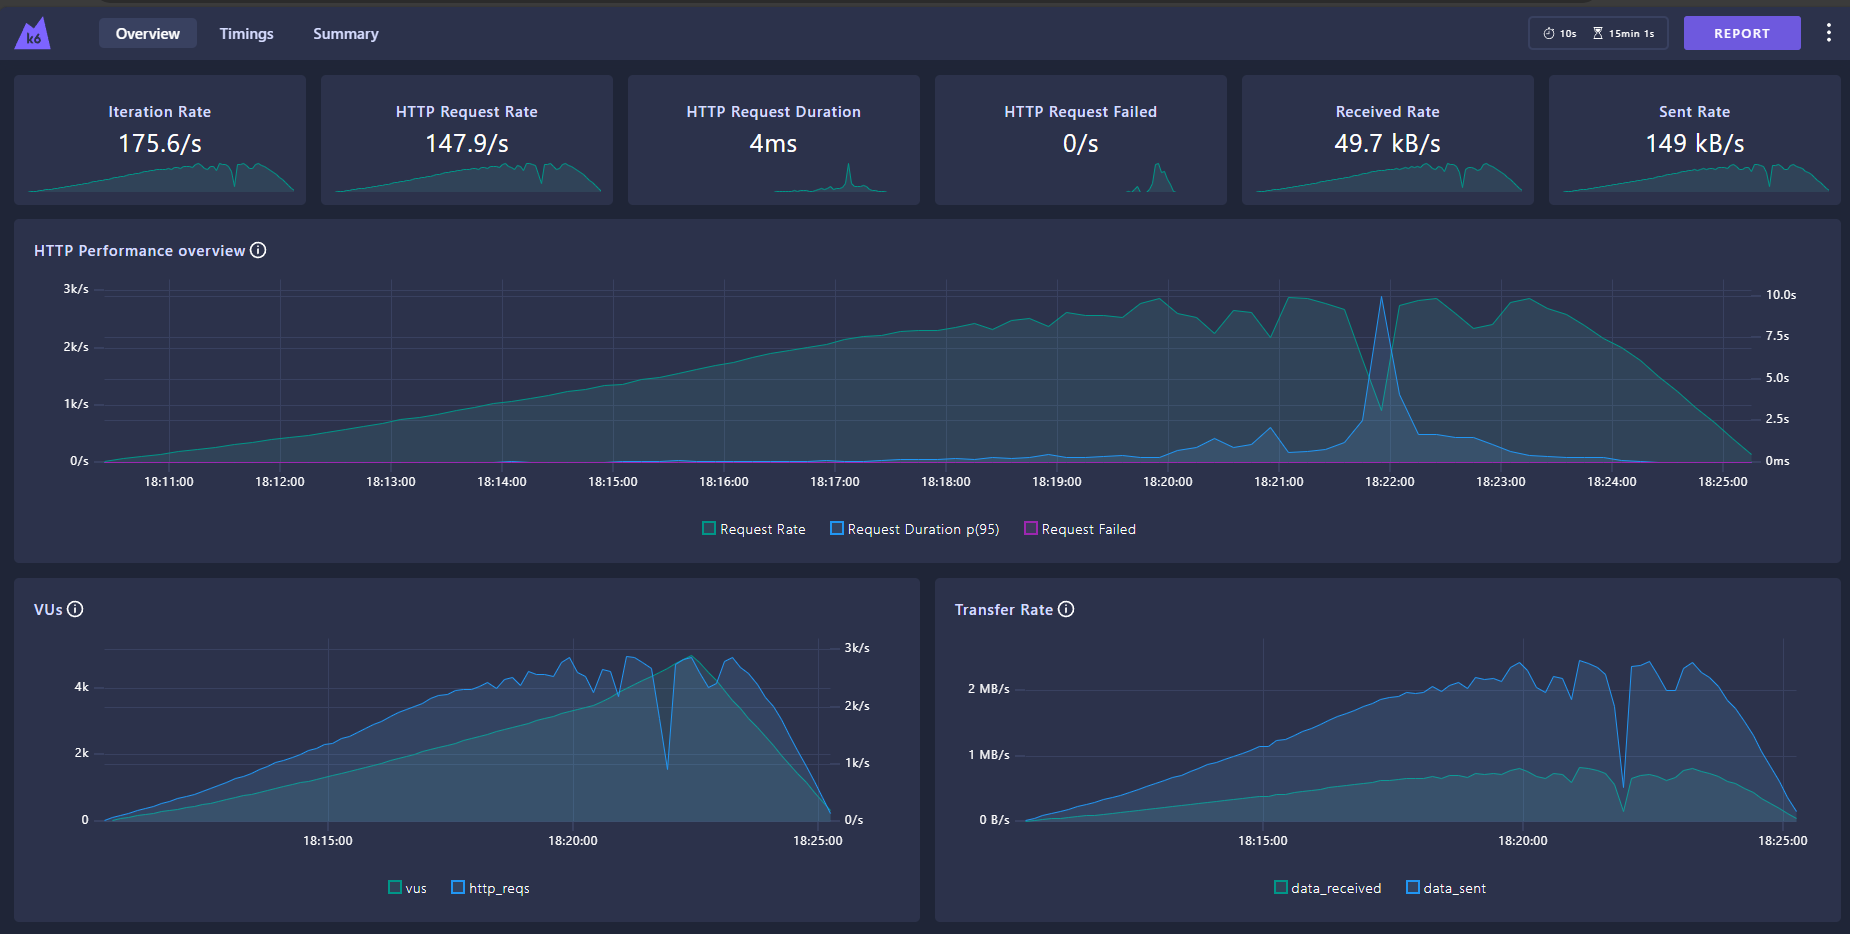 k6
Overview Timings Summary
10s 15min 1s REPORT
Iteration Rate
175.6/s
HTTP Request Rate
147.9/s
HTTP Request Duration
4ms
HTTP Request Failed
0/s
Received Rate
49.7 kB/s
Sent Rate
149 kB/s
HTTP Performance overview
3k/s
2k/s
1k/s
0/s
10.0s
7.5s
5.0s
2.5s
0ms
18:11:00 18:12:00 18:13:00 18:14:00 18:15:00 18:16:00 18:17:00 18:18:00 18:19:00 18:20:00 18:21:00 18:22:00 18:23:00 18:24:00 18:25:00
Request Rate Request Duration p(95) Request Failed
VUs
4k
2k
0
3k/s
2k/s
1k/s
0/s
18:15:00 18:20:00 18:25:00
vus http_reqs
Transfer Rate
2 MB/s
1 MB/s
0 B/s
18:15:00 18:20:00 18:25:00
data_received data_sent